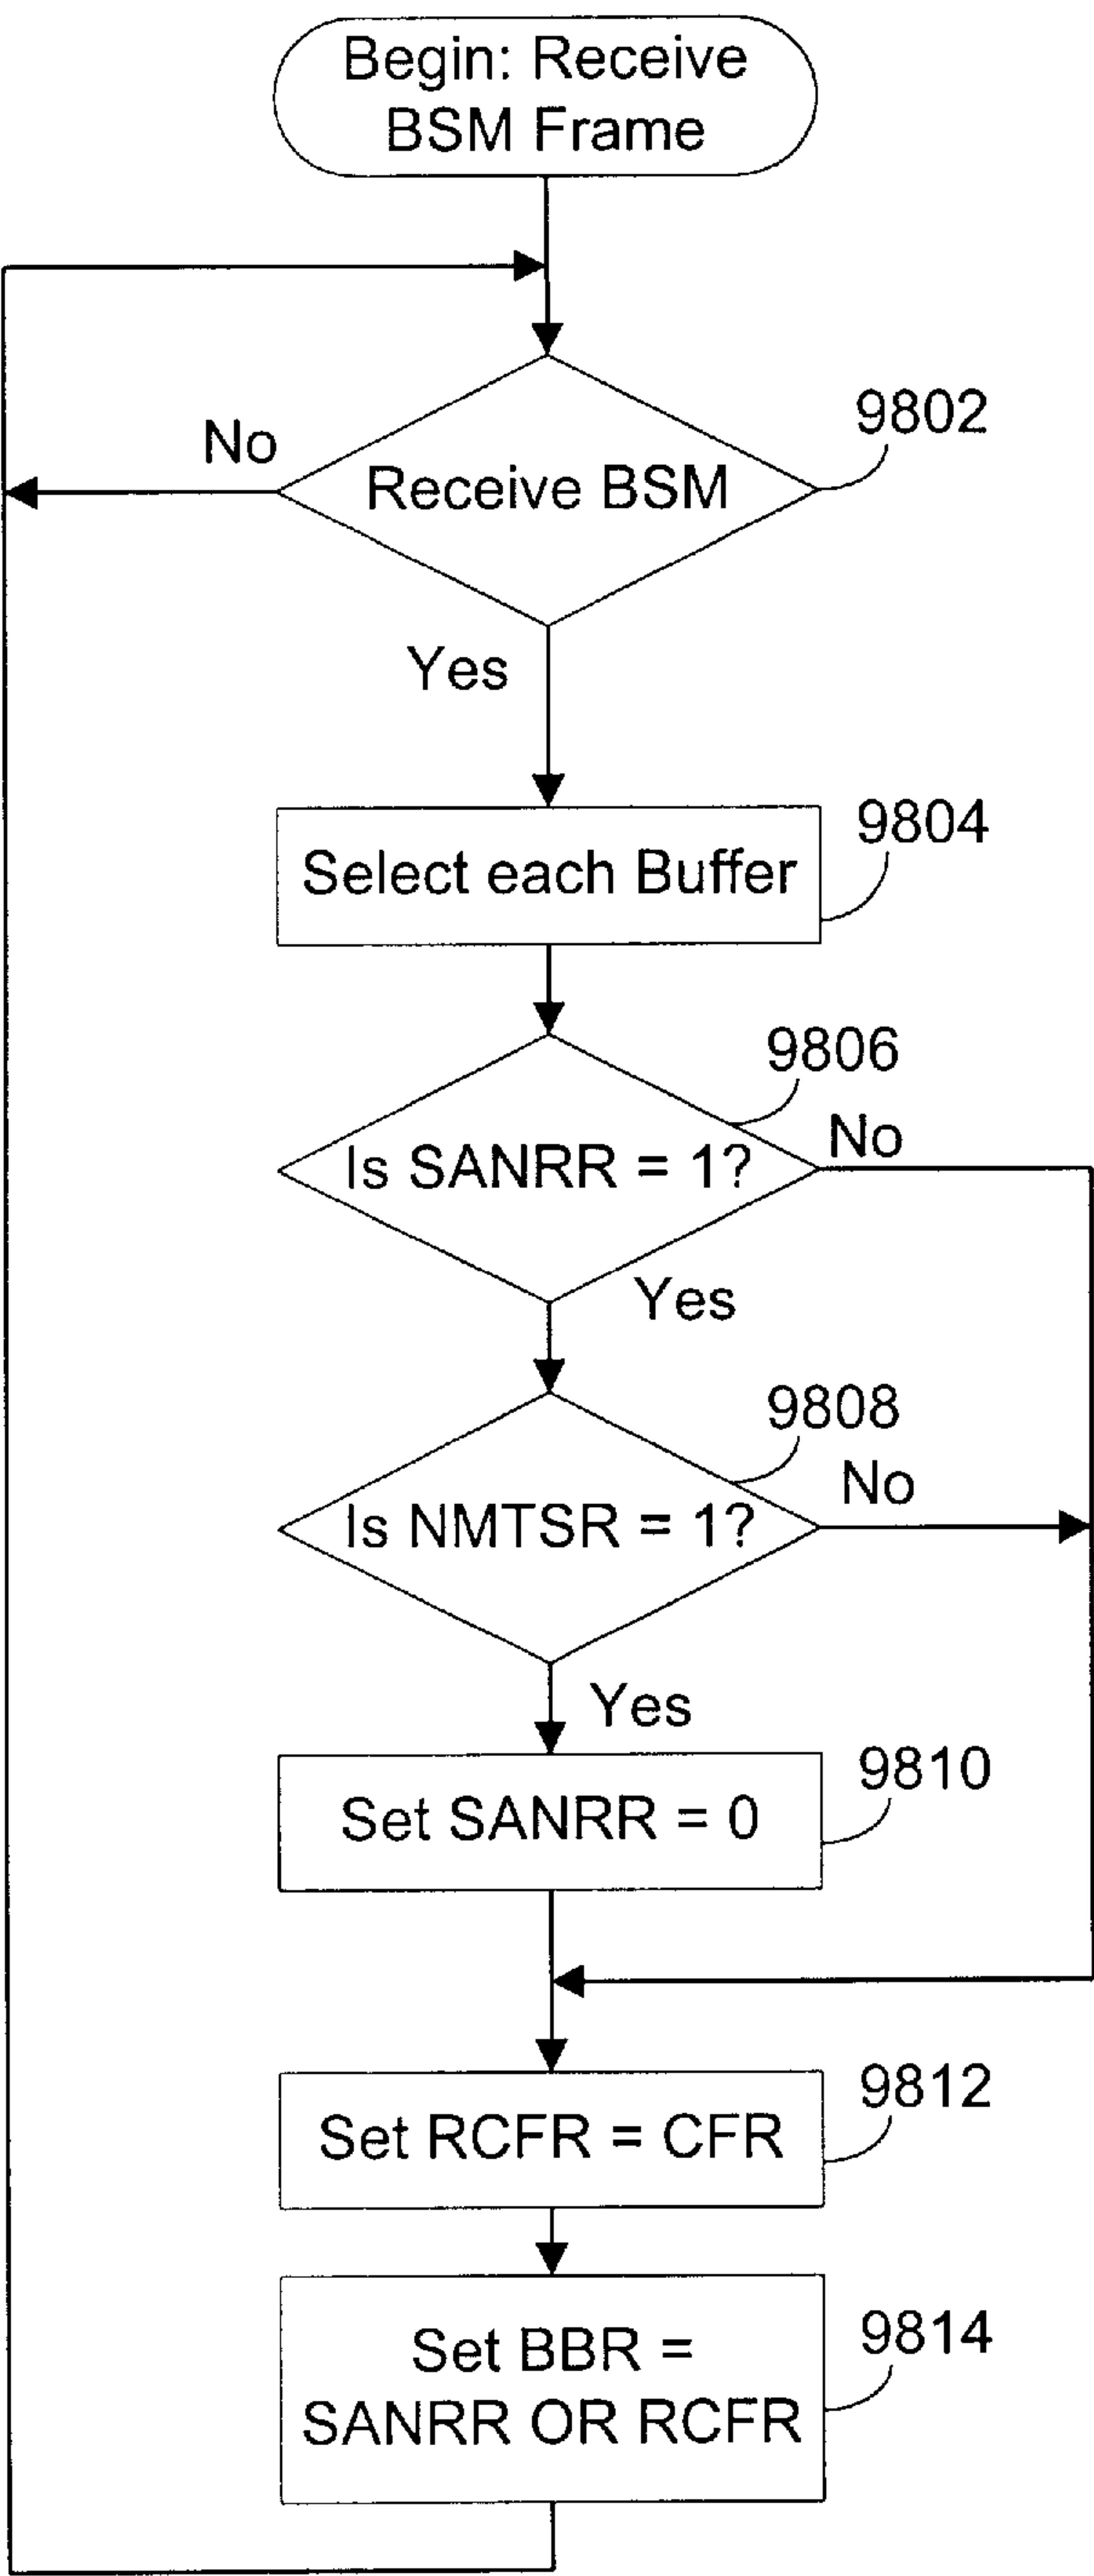 Begin: Receive
BSM Frame
9802
No
Receive BSM
Yes
9804
Select each Buffer
9806
No
Is SANRR = 1?
Yes
9808
No
Is NMTSR = 1?
Yes
9810
Set SANRR = 0
9812
Set RCFR = CFR
9814
Set BBR =
SANRR OR RCFR